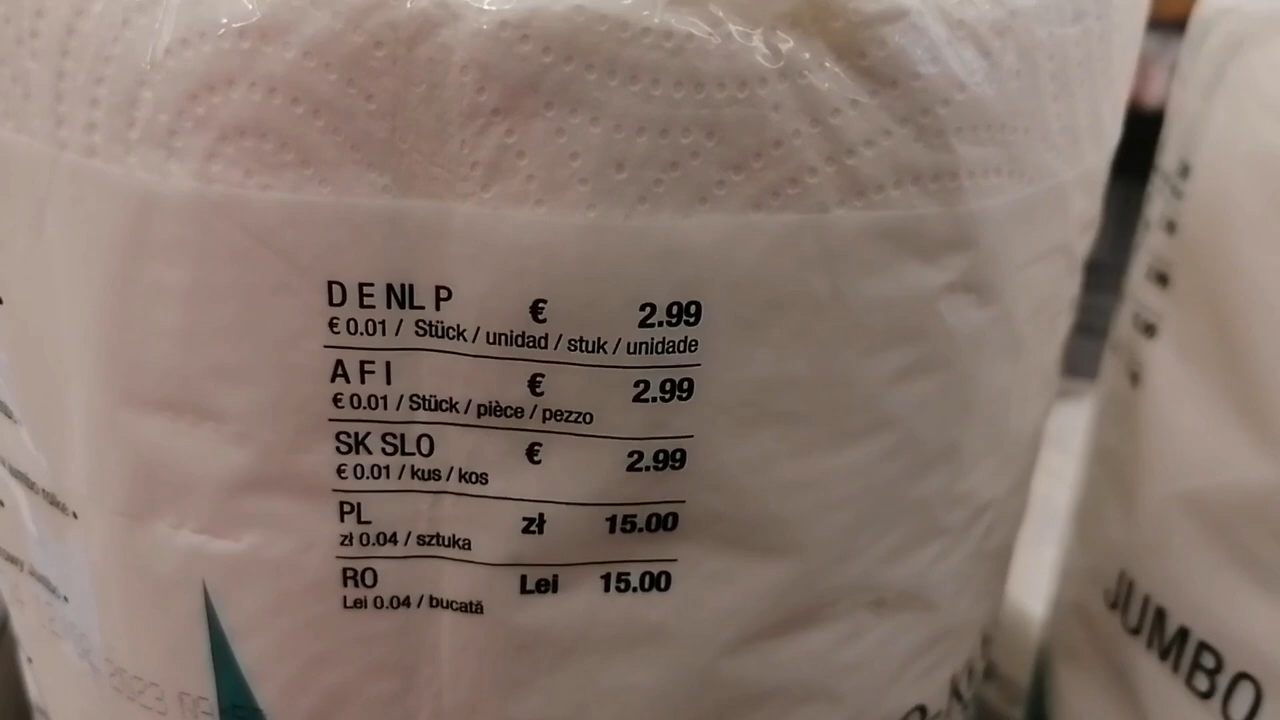 D E NL P € 2.99
€ 0.01 / Stück / unidad / stuk / unidade
A F I € 2.99
€ 0.01 / Stück / pièce / pezzo
SK SLO € 2.99
€ 0.01 / kus / kos
PL zł 15.00
zł 0.04 / sztuka
RO Lei 15.00
Lei 0.04 / bucată
JUMBO
2023